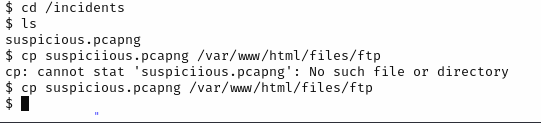 $ cd /incidents
$ ls
suspicious.pcapng
$ cp suspiciious.pcapng /var/www/html/files/ftp
cp: cannot stat 'suspiciious.pcapng': No such file or directory
$ cp suspicious.pcapng /var/www/html/files/ftp
$
"